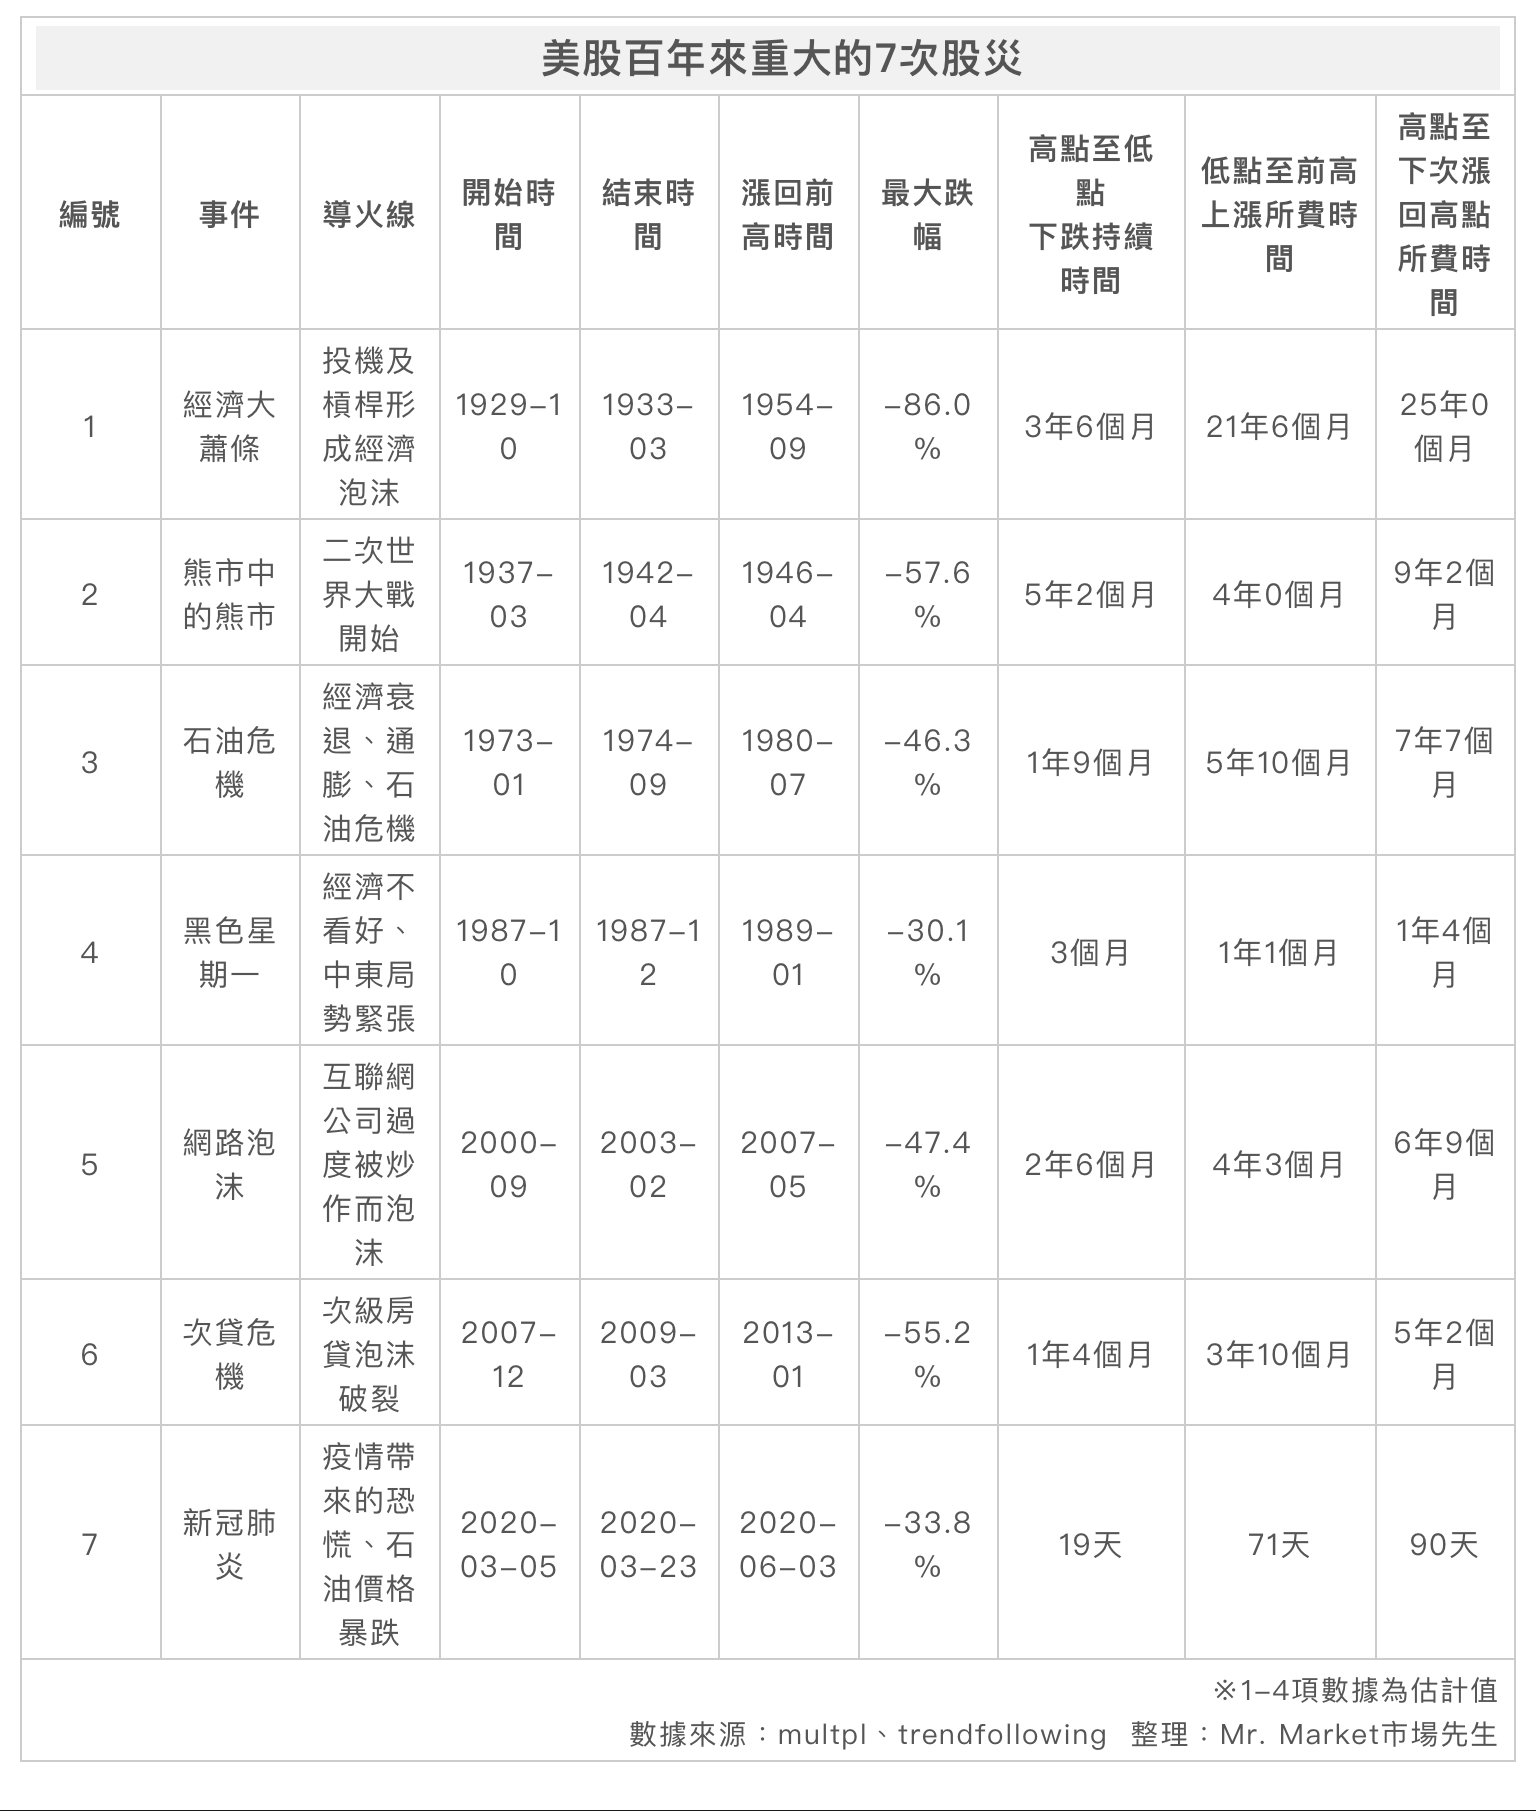 美股百年來重大的7次股災
編號
事件
導火線
開始時
間
結束時
間
漲回前
高時間
最大跌
幅
高點至低
點
下跌持續
時間
低點至前高
上漲所費時
間
高點至
下次漲
回高點
所費時
間
1
經濟大
蕭條
投機及
槓桿形
成經濟
泡沫
1929–1
0
1933–
03
1954–
09
–86.0
%
3年6個月
21年6個月
25年0
個月
2
熊市中
的熊市
二次世
界大戰
開始
1937–
03
1942–
04
1946–
04
–57.6
%
5年2個月
4年0個月
9年2個
月
3
石油危
機
經濟衰
退、通
膨、石
油危機
1973–
01
1974–
09
1980–
07
–46.3
%
1年9個月
5年10個月
7年7個
月
4
黑色星
期一
經濟不
看好、
中東局
勢緊張
1987–1
0
1987–1
2
1989–
01
–30.1
%
3個月
1年1個月
1年4個
月
5
網路泡
沫
互聯網
公司過
度被炒
作而泡
沫
2000–
09
2003–
02
2007–
05
–47.4
%
2年6個月
4年3個月
6年9個
月
6
次貸危
機
次級房
貸泡沫
破裂
2007–
12
2009–
03
2013–
01
–55.2
%
1年4個月
3年10個月
5年2個
月
7
新冠肺
炎
疫情帶
來的恐
慌、石
油價格
暴跌
2020–
03–05
2020–
03–23
2020–
06–03
–33.8
%
19天
71天
90天
※1–4項數據為估計值
數據來源：multpl、trendfollowing 整理：Mr. Market市場先生